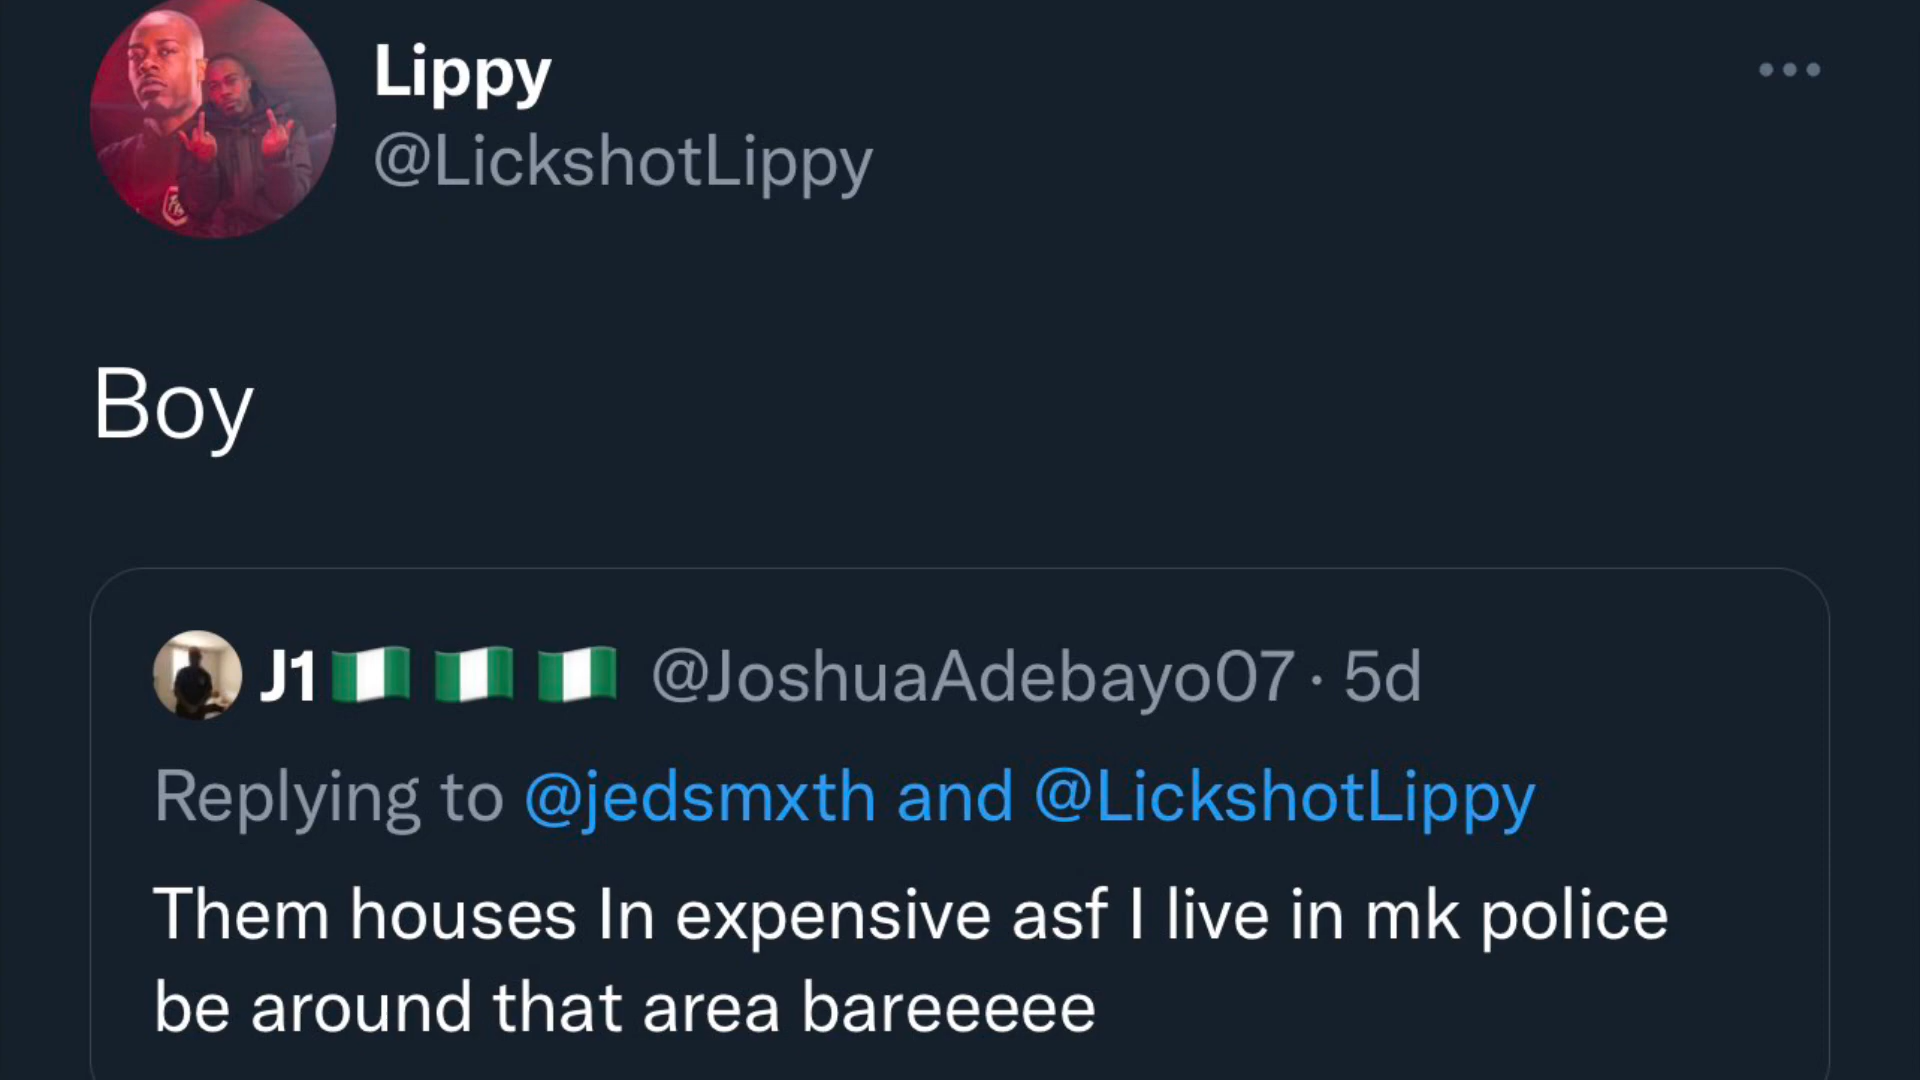 Lippy
@LickshotLippy
Boy
J1🇳🇬 🇳🇬 🇳🇬 @JoshuaAdebayo07 · 5d
Replying to @jedsmxth and @LickshotLippy
Them houses In expensive asf I live in mk police
be around that area bareeeee